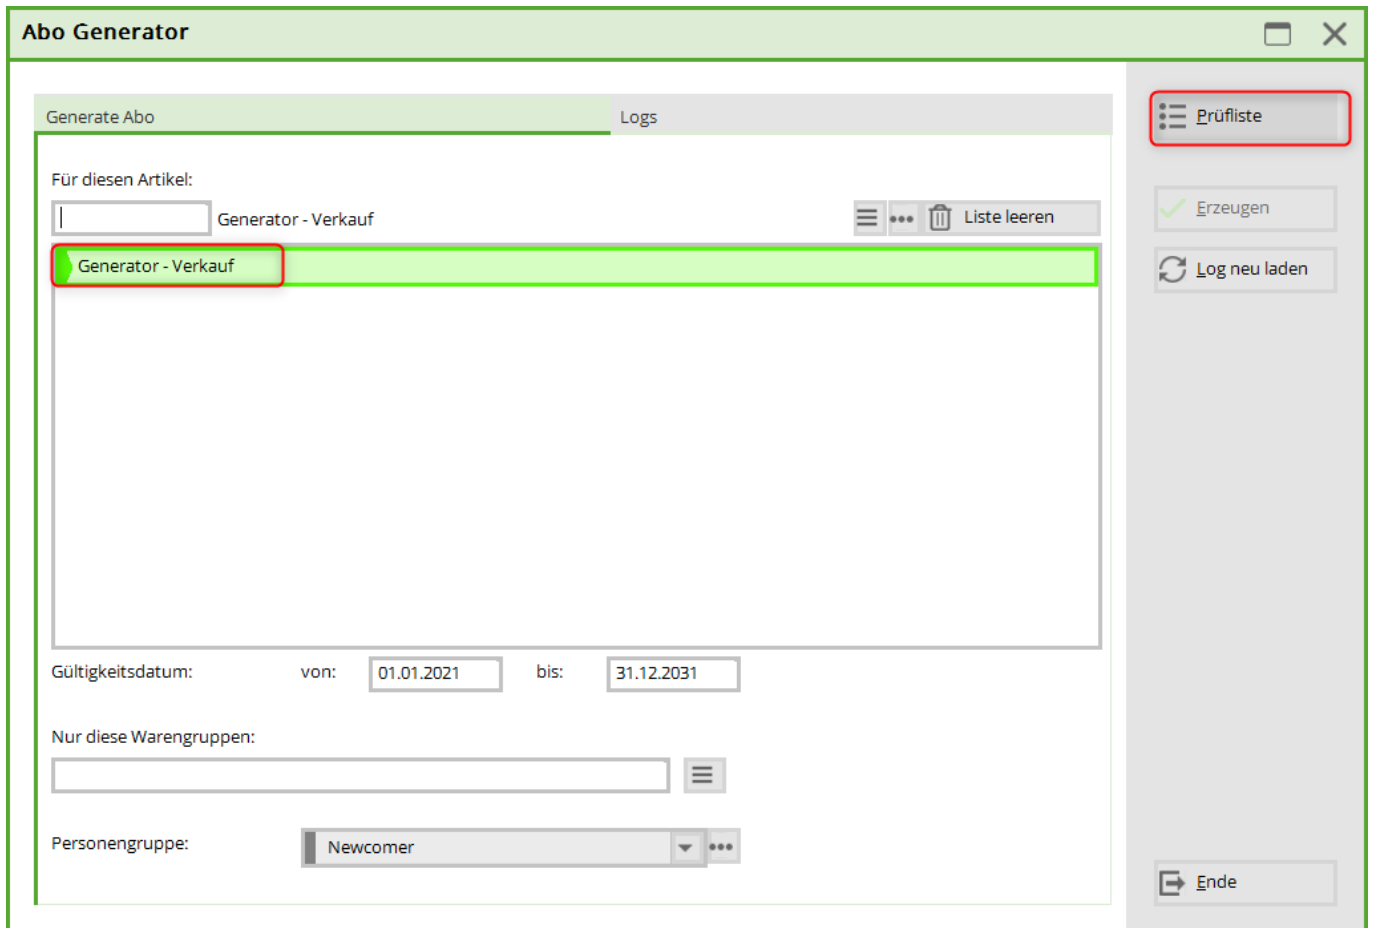 Abo Generator
Generate Abo
Logs
Prüfliste
Für diesen Artikel:
Generator - Verkauf
Liste leeren
Erzeugen
Generator - Verkauf
Log neu laden
Gültigkeitsdatum:
von:
01.01.2021
bis:
31.12.2031
Nur diese Warengruppen:
Personengruppe:
Newcomer
Ende